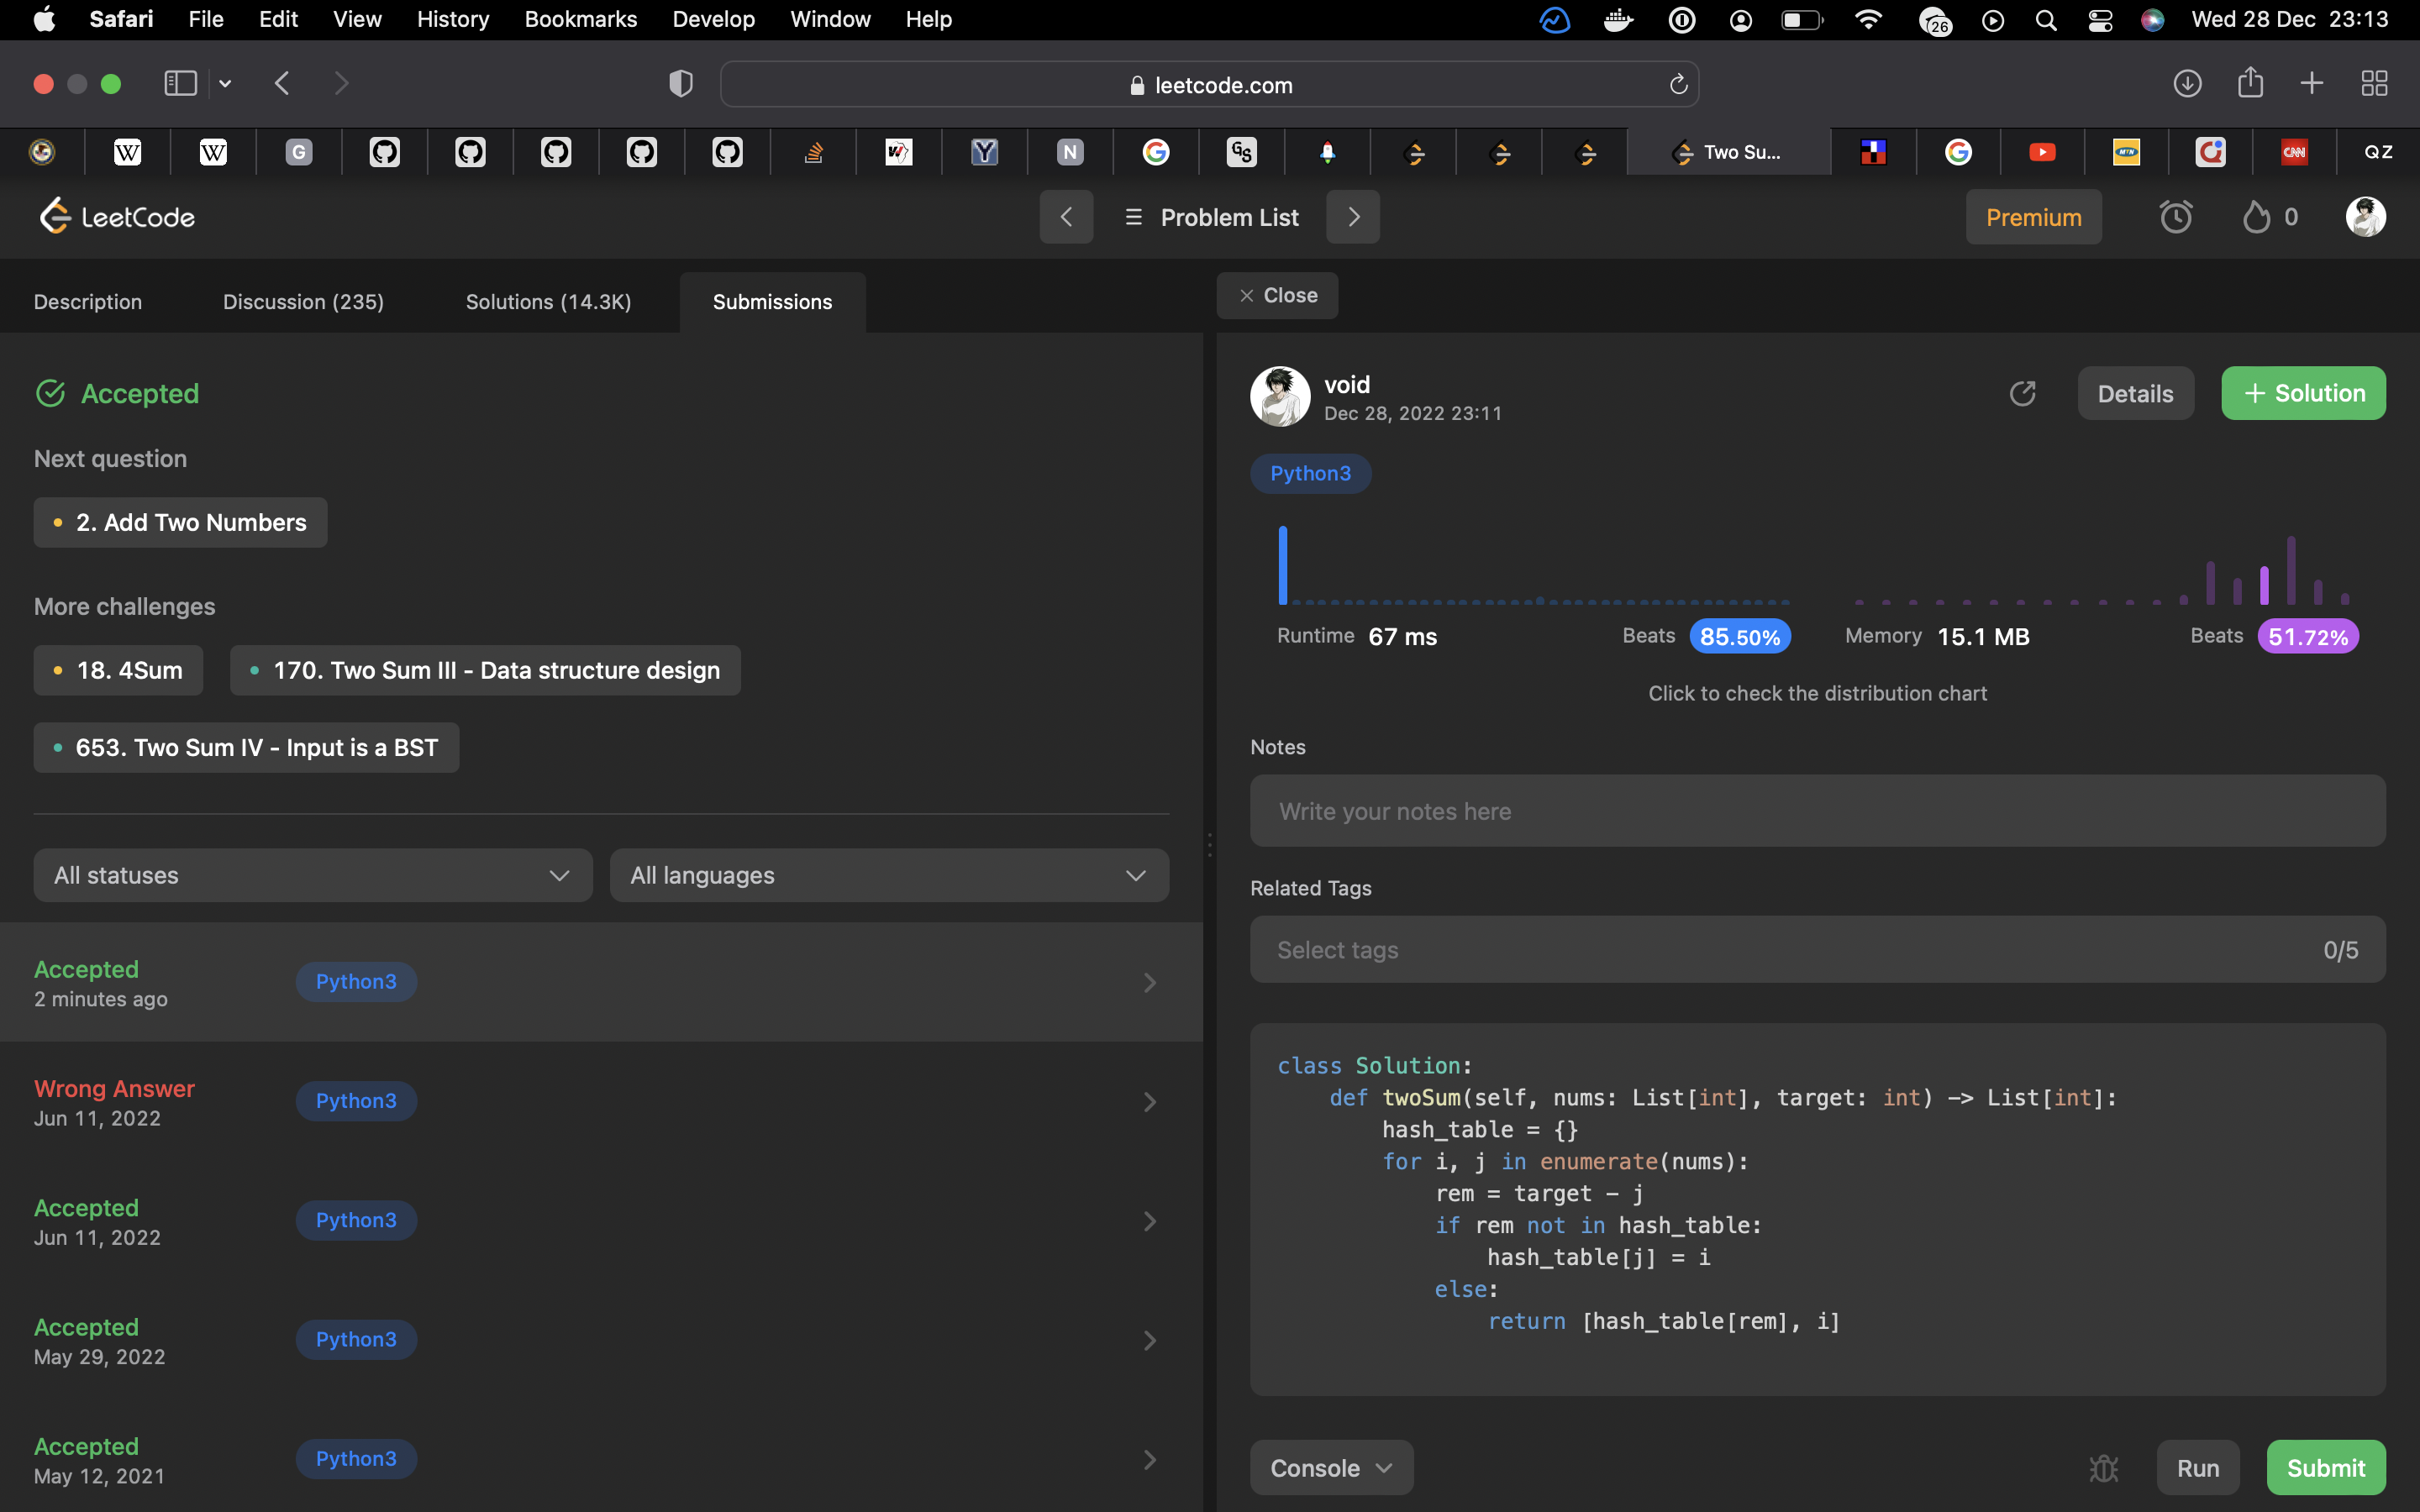 Safari File Edit View History Bookmarks Develop Window Help 26 Wed 28 Dec 23:13
leetcode.com
W W G Y N G GS Two Su... G MTN CNN QZ
LeetCode Problem List Premium 0
Description Discussion (235) Solutions (14.3K) Submissions
Accepted
Next question
2. Add Two Numbers
More challenges
18. 4Sum 170. Two Sum III - Data structure design
653. Two Sum IV - Input is a BST
All statuses All languages
Accepted Python3
2 minutes ago
Wrong Answer Python3
Jun 11, 2022
Accepted Python3
Jun 11, 2022
Accepted Python3
May 29, 2022
Accepted Python3
May 12, 2021
Close
void
Dec 28, 2022 23:11
Details + Solution
Python3
Runtime 67 ms Beats 85.50% Memory 15.1 MB Beats 51.72%
Click to check the distribution chart
Notes
Write your notes here
Related Tags
Select tags 0/5
class Solution:
    def twoSum(self, nums: List[int], target: int) -> List[int]:
        hash_table = {}
        for i, j in enumerate(nums):
            rem = target - j
            if rem not in hash_table:
                hash_table[j] = i
            else:
                return [hash_table[rem], i]
Console Run Submit